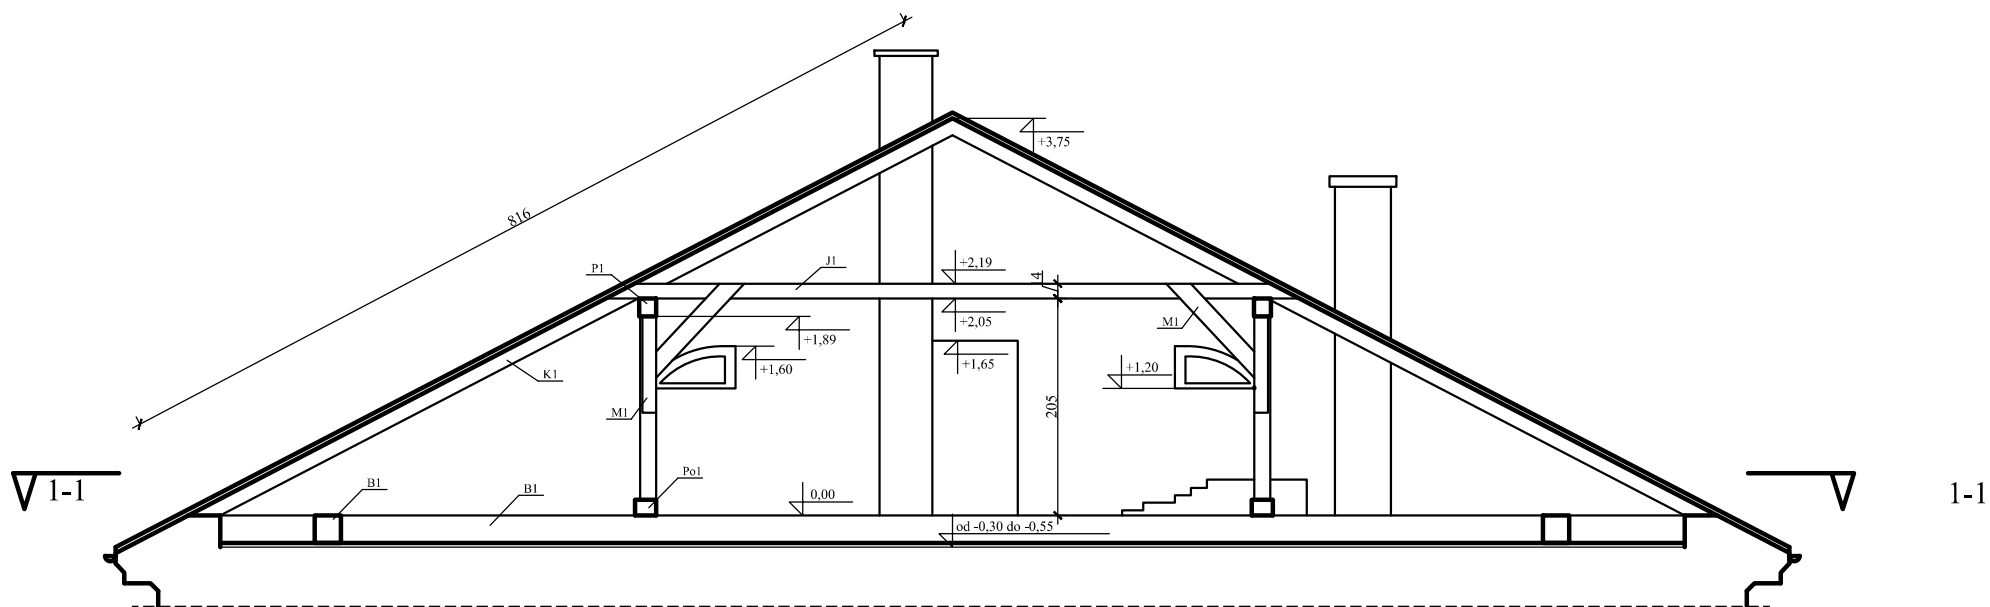 +3,75
816
P1
J1
+2,19
14
+2,05
M1
+1,89
+1,60
+1,65
+1,20
K1
M1
205
Po1
B1
B1
0,00
1-1
1-1
od -0,30 do -0,55